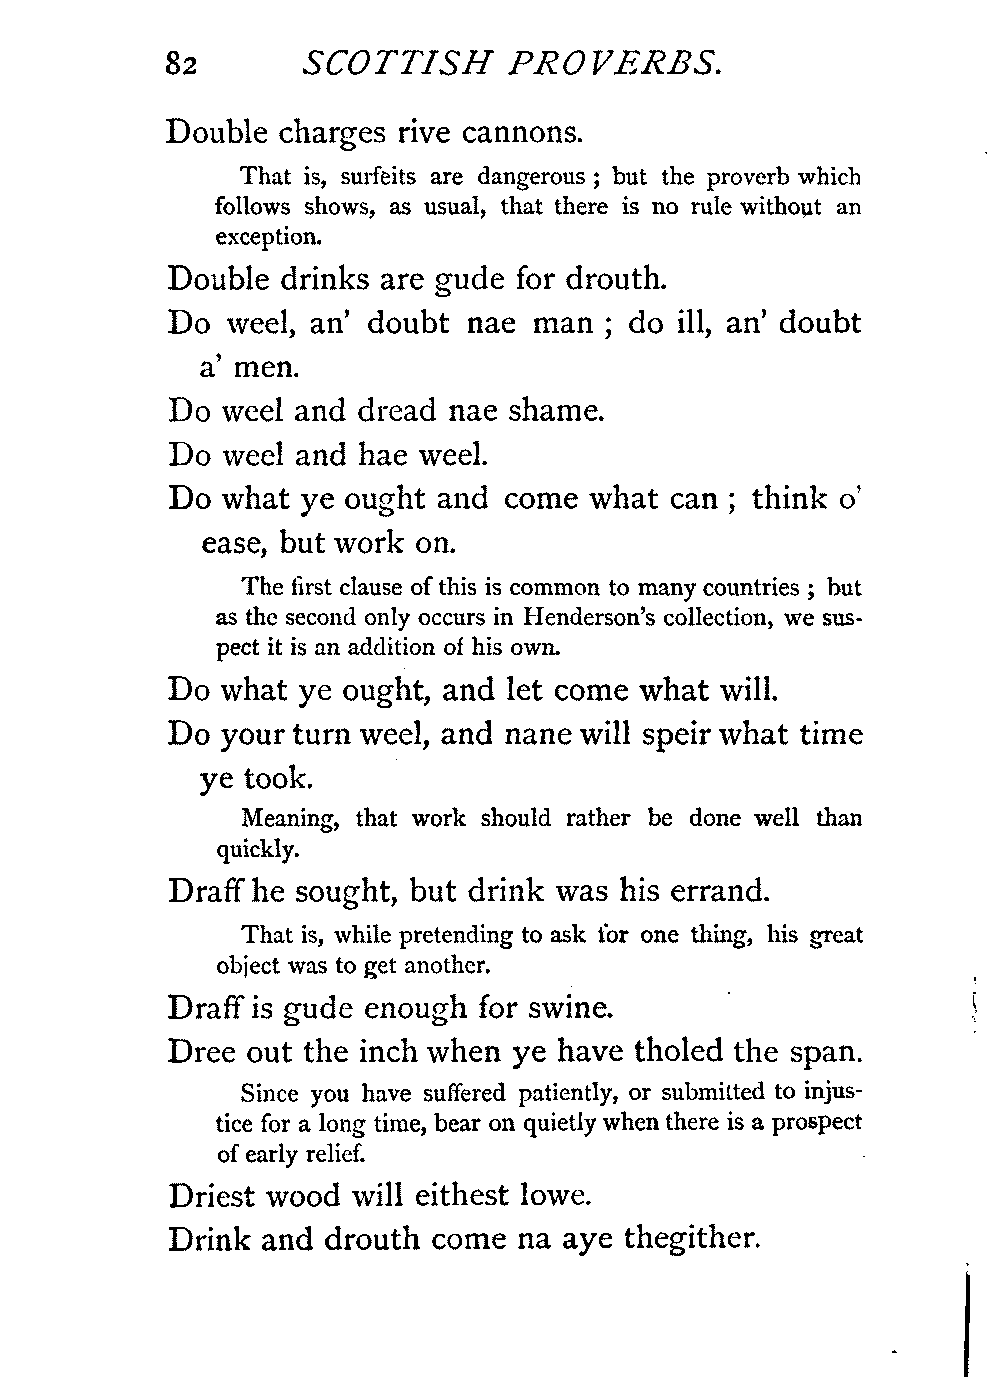 82 SCOTTISH PROVERBS.
Double charges rive cannons.
That is, surfeits are dangerous ; but the proverb which
follows shows, as usual, that there is no rule without an
exception.
Double drinks are gude for drouth.
Do weel, an' doubt nae man ; do ill, an' doubt
a' men.
Do weel and dread nae shame.
Do weel and hae weel.
Do what ye ought and come what can ; think o'
ease, but work on.
The first clause of this is common to many countries ; but
as the second only occurs in Henderson's collection, we sus-
pect it is an addition of his own.
Do what ye ought, and let come what will.
Do your turn weel, and nane will speir what time
ye took.
Meaning, that work should rather be done well than
quickly.
Draff he sought, but drink was his errand.
That is, while pretending to ask for one thing, his great
object was to get another.
Draff is gude enough for swine.
Dree out the inch when ye have tholed the span.
Since you have suffered patiently, or submitted to injus-
tice for a long time, bear on quietly when there is a prospect
of early relief.
Driest wood will eithest lowe.
Drink and drouth come na aye thegither.